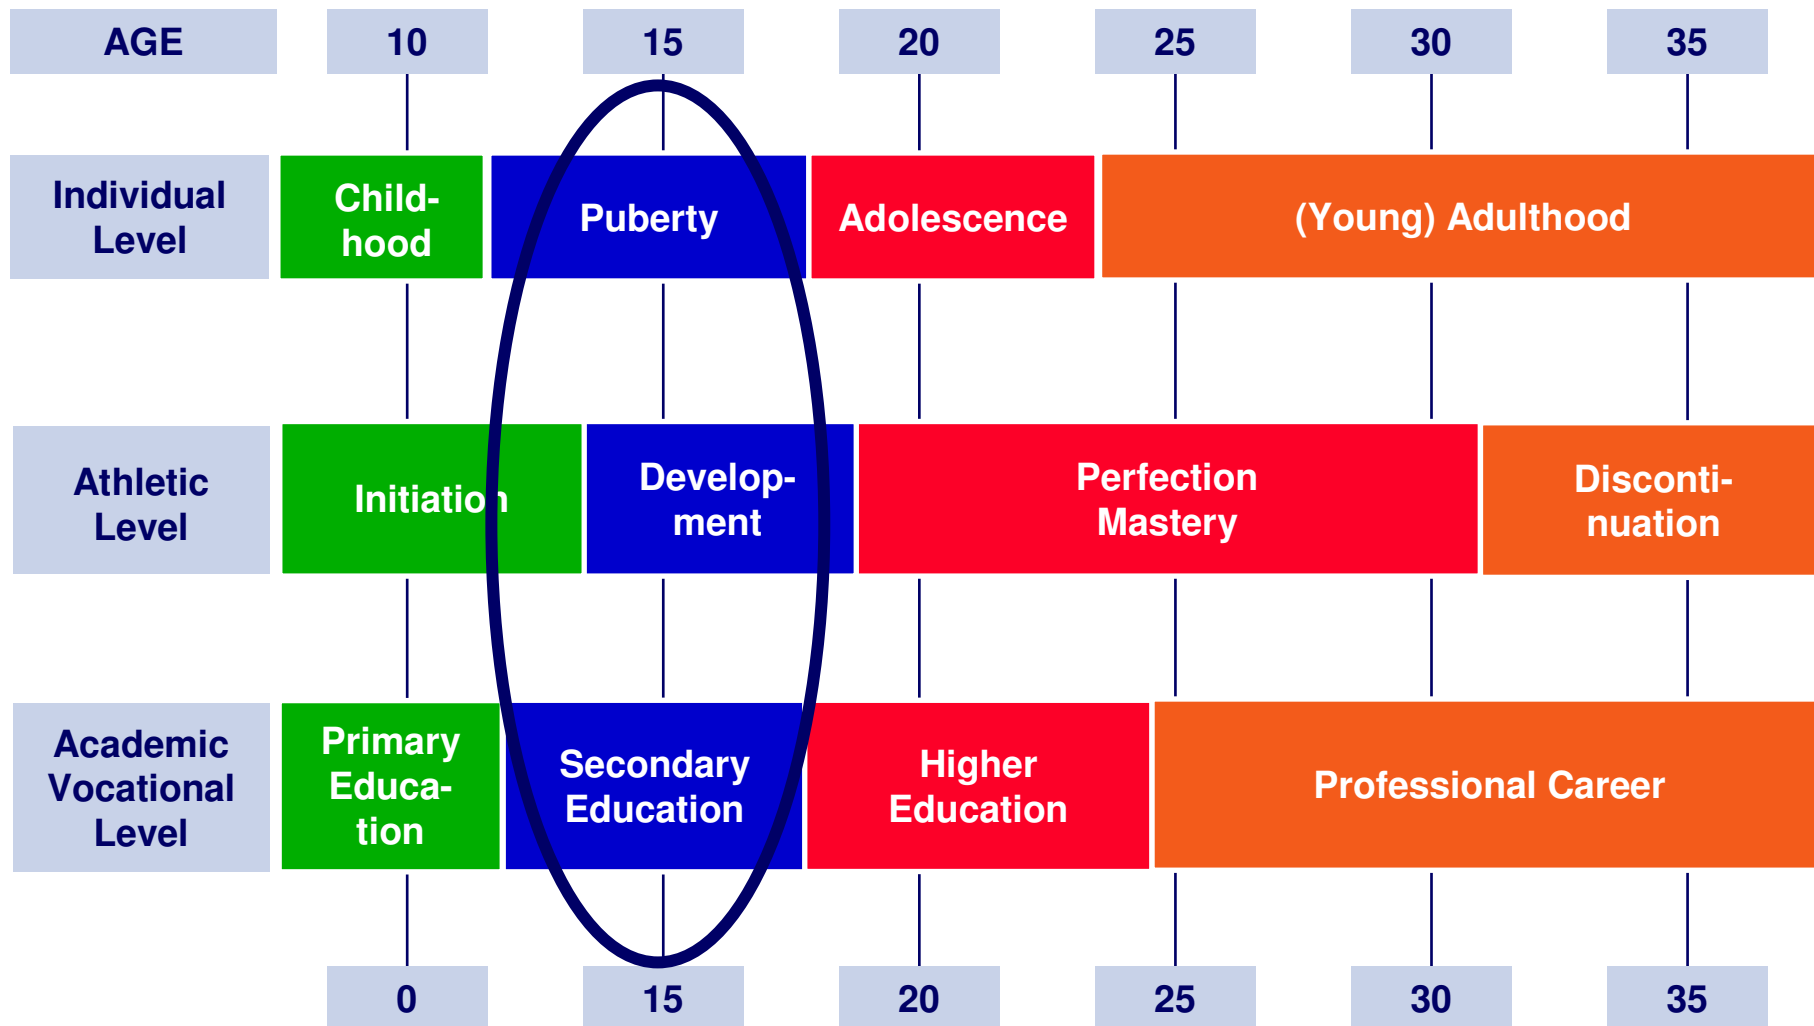 AGE 10 15 20 25 30 35
Individual
Level
Child-
hood
Puberty
Adolescence
(Young) Adulthood
Athletic
Level
Initiation
Develop-
ment
Perfection
Mastery
Disconti-
nuation
Academic
Vocational
Level
Primary
Educa-
tion
Secondary
Education
Higher
Education
Professional Career
0 15 20 25 30 35